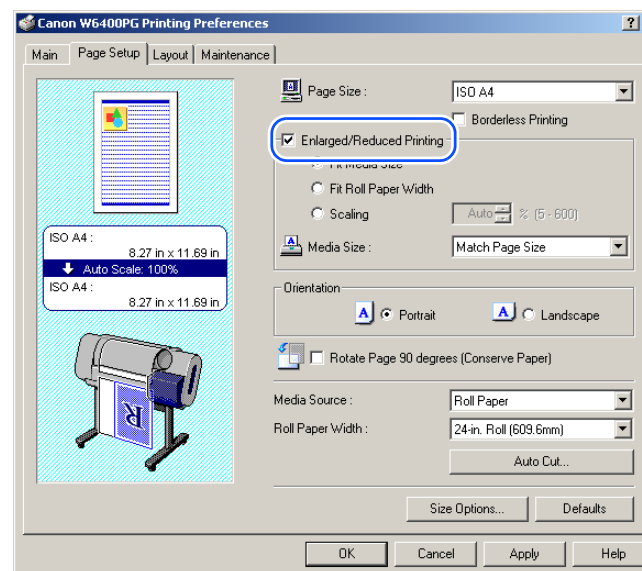 Canon W6400PG Printing Preferences
Main Page Setup Layout Maintenance
Page Size : ISO A4
Borderless Printing
Enlarged/Reduced Printing
Fit Media Size
Fit Roll Paper Width
Scaling Auto % (5 - 600)
Media Size : Match Page Size
ISO A4 :
8.27 in x 11.69 in
Auto Scale: 100%
ISO A4 :
8.27 in x 11.69 in
Orientation
A Portrait A Landscape
Rotate Page 90 degrees (Conserve Paper)
Media Source : Roll Paper
Roll Paper Width : 24-in. Roll (609.6mm)
Auto Cut...
Size Options... Defaults
OK Cancel Apply Help